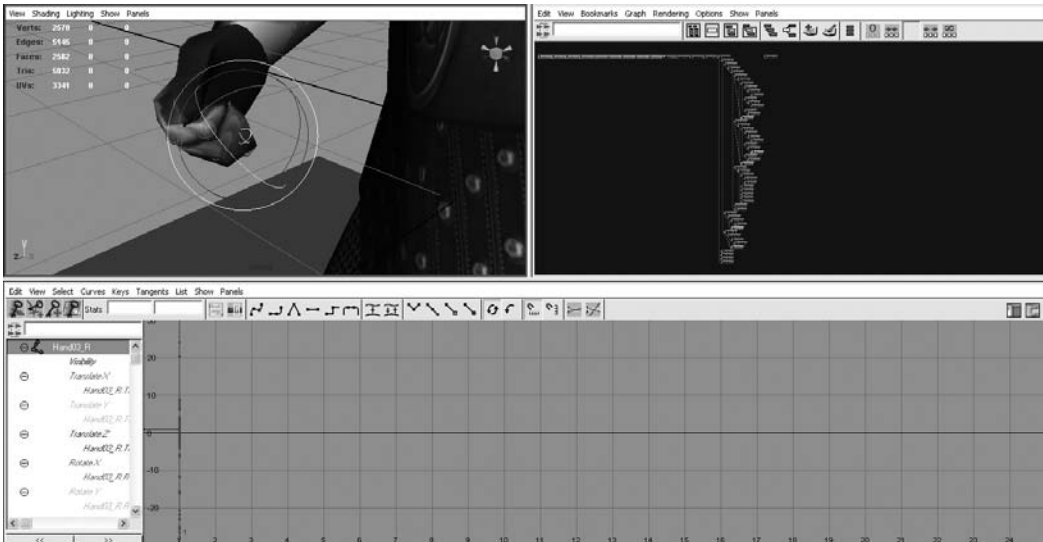 View Shading Lighting Show Panels
Verts: 2570 0 0
Edges: 5145 0 0
Faces: 2582 0 0
Tris: 5032 0 0
UVs: 3341 0 0
Edit View Bookmarks Graph Rendering Options Show Panels
Edit View Select Curves Keys Tangents List Show Panels
Stats
Hand03_R
Visibility
Translate X
Hand03_R.T.
Translate Y
Hand03_R.T.
Translate Z
Hand03_R.T.
Rotate X
Hand03_R.R
Rotate Y
Hand03_R.R
20
10
0
-10
-20
1 2 3 4 5 6 7 8 9 10 11 12 13 14 15 16 17 18 19 20 21 22 23 24
<< >>